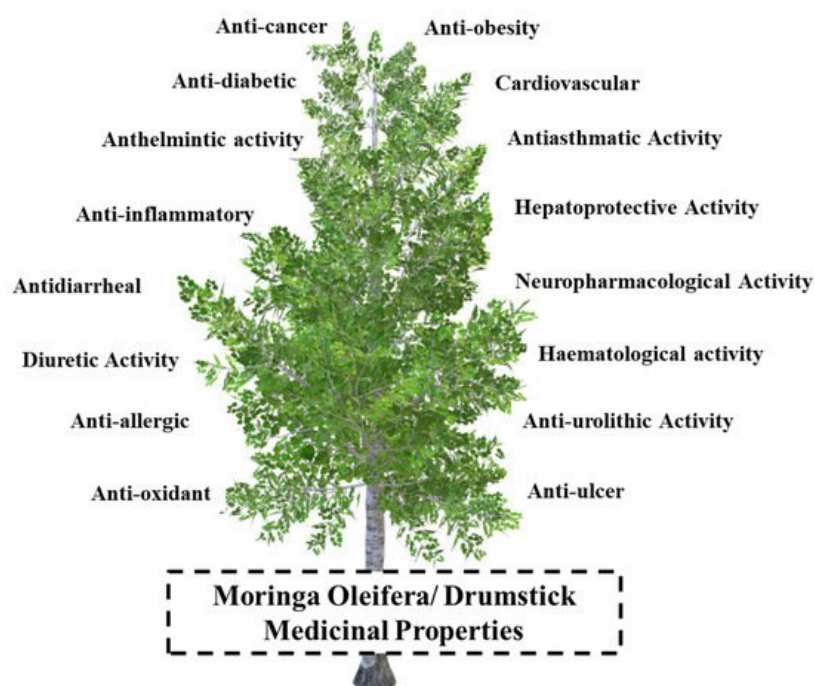 Anti-cancer
Anti-obesity
Anti-diabetic
Cardiovascular
Anthelmintic activity
Antiasthmatic Activity
Anti-inflammatory
Hepatoprotective Activity
Antidiarrheal
Neuropharmacological Activity
Diuretic Activity
Haematological activity
Anti-allergic
Anti-urolithic Activity
Anti-oxidant
Anti-ulcer
Moringa Oleifera/ Drumstick
Medicinal Properties